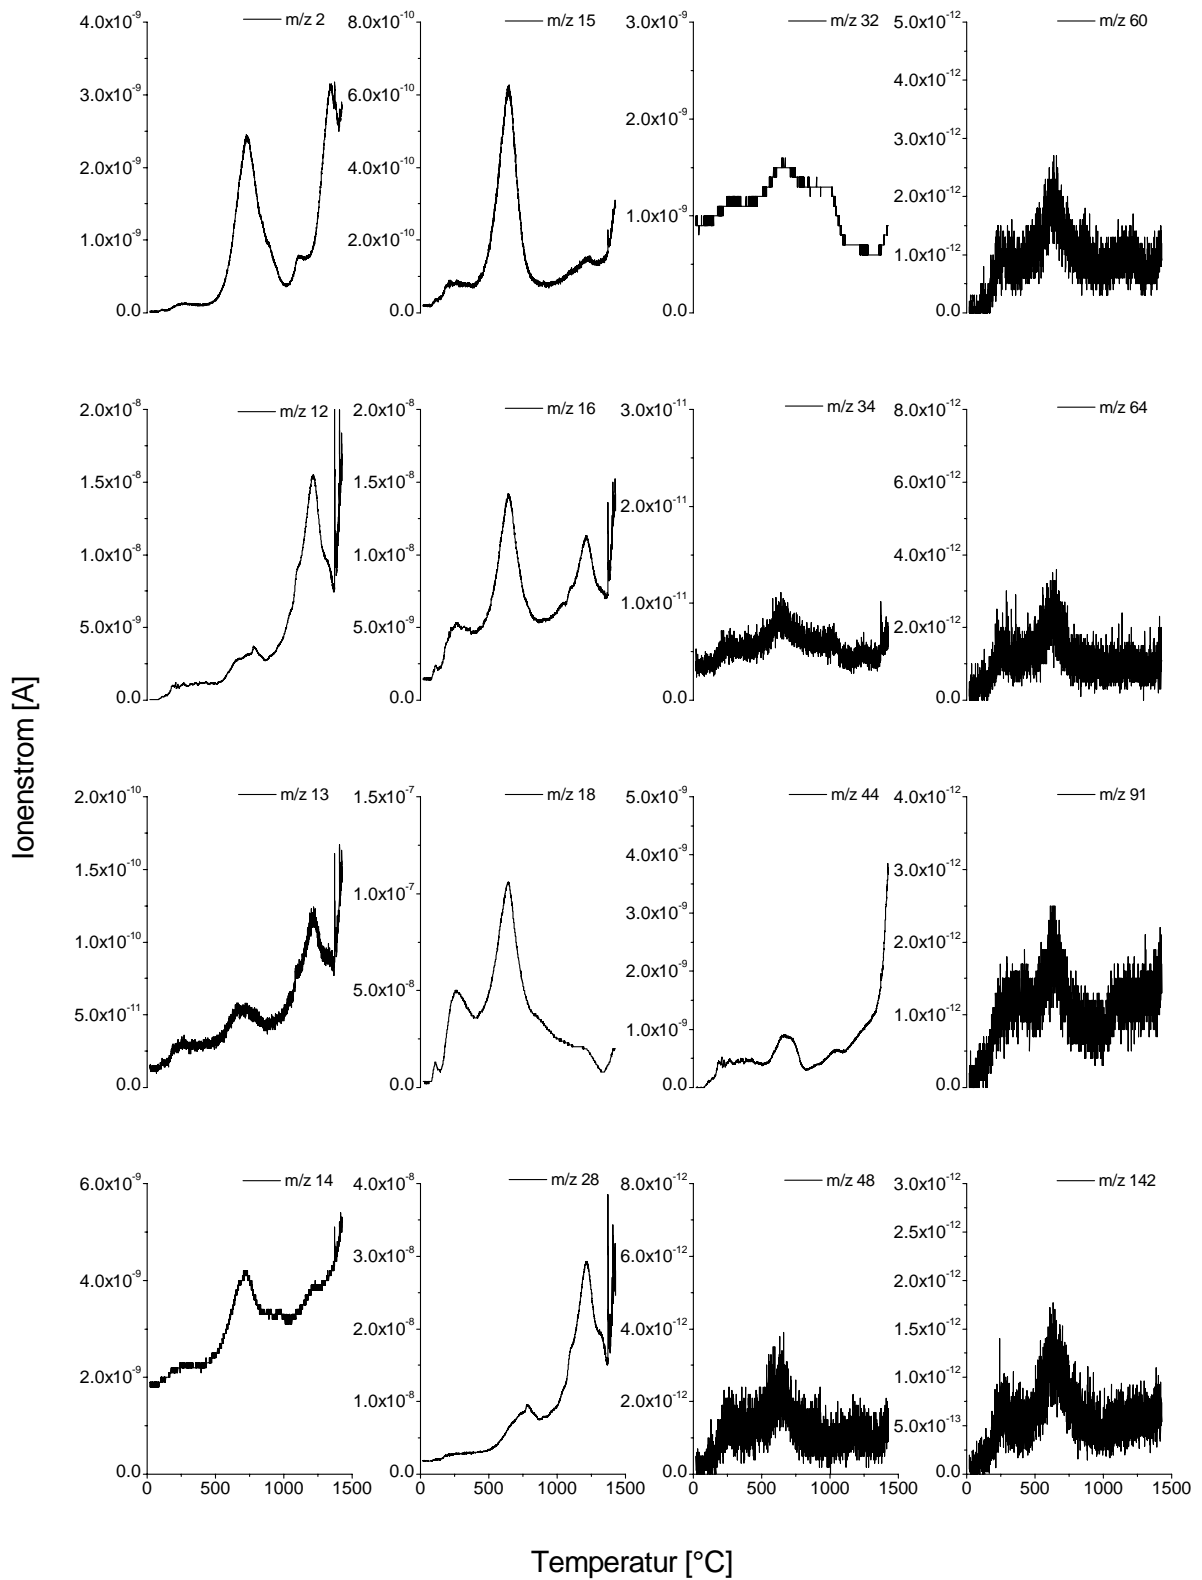 4.0x10⁻⁹ m/z 2 8.0x10⁻¹⁰ m/z 15 3.0x10⁻⁹ m/z 32 5.0x10⁻¹² m/z 60
4.0x10⁻¹²
3.0x10⁻⁹ 6.0x10⁻¹⁰ 2.0x10⁻⁹
3.0x10⁻¹²
2.0x10⁻⁹ 4.0x10⁻¹⁰
2.0x10⁻¹²
1.0x10⁻⁹ 2.0x10⁻¹⁰ 1.0x10⁻⁹
1.0x10⁻¹²
0.0 0.0 0.0 0.0
2.0x10⁻⁸ m/z 12 2.0x10⁻⁸ m/z 16 3.0x10⁻¹¹ m/z 34 8.0x10⁻¹² m/z 64
1.5x10⁻⁸ 1.5x10⁻⁸ 2.0x10⁻¹¹ 6.0x10⁻¹²
1.0x10⁻⁸ 1.0x10⁻⁸ 4.0x10⁻¹²
1.0x10⁻¹¹
5.0x10⁻⁹ 5.0x10⁻⁹ 2.0x10⁻¹²
0.0 0.0 0.0 0.0
Ionenstrom [A]
2.0x10⁻¹⁰ m/z 13 1.5x10⁻⁷ m/z 18 5.0x10⁻⁹ m/z 44 4.0x10⁻¹² m/z 91
4.0x10⁻⁹
1.5x10⁻¹⁰ 1.0x10⁻⁷ 3.0x10⁻¹²
3.0x10⁻⁹
1.0x10⁻¹⁰ 2.0x10⁻¹²
2.0x10⁻⁹
5.0x10⁻¹¹ 5.0x10⁻⁸ 1.0x10⁻⁹ 1.0x10⁻¹²
0.0 0.0 0.0 0.0
6.0x10⁻⁹ m/z 14 4.0x10⁻⁸ m/z 28 8.0x10⁻¹² m/z 48 3.0x10⁻¹² m/z 142
2.5x10⁻¹²
3.0x10⁻⁸ 6.0x10⁻¹²
4.0x10⁻⁹ 2.0x10⁻¹²
2.0x10⁻⁸ 4.0x10⁻¹² 1.5x10⁻¹²
2.0x10⁻⁹ 1.0x10⁻⁸ 2.0x10⁻¹² 1.0x10⁻¹²
5.0x10⁻¹³
0.0 0.0 0.0 0.0
0 500 1000 1500 0 500 1000 1500 0 500 1000 1500 0 500 1000 1500
Temperatur [°C]